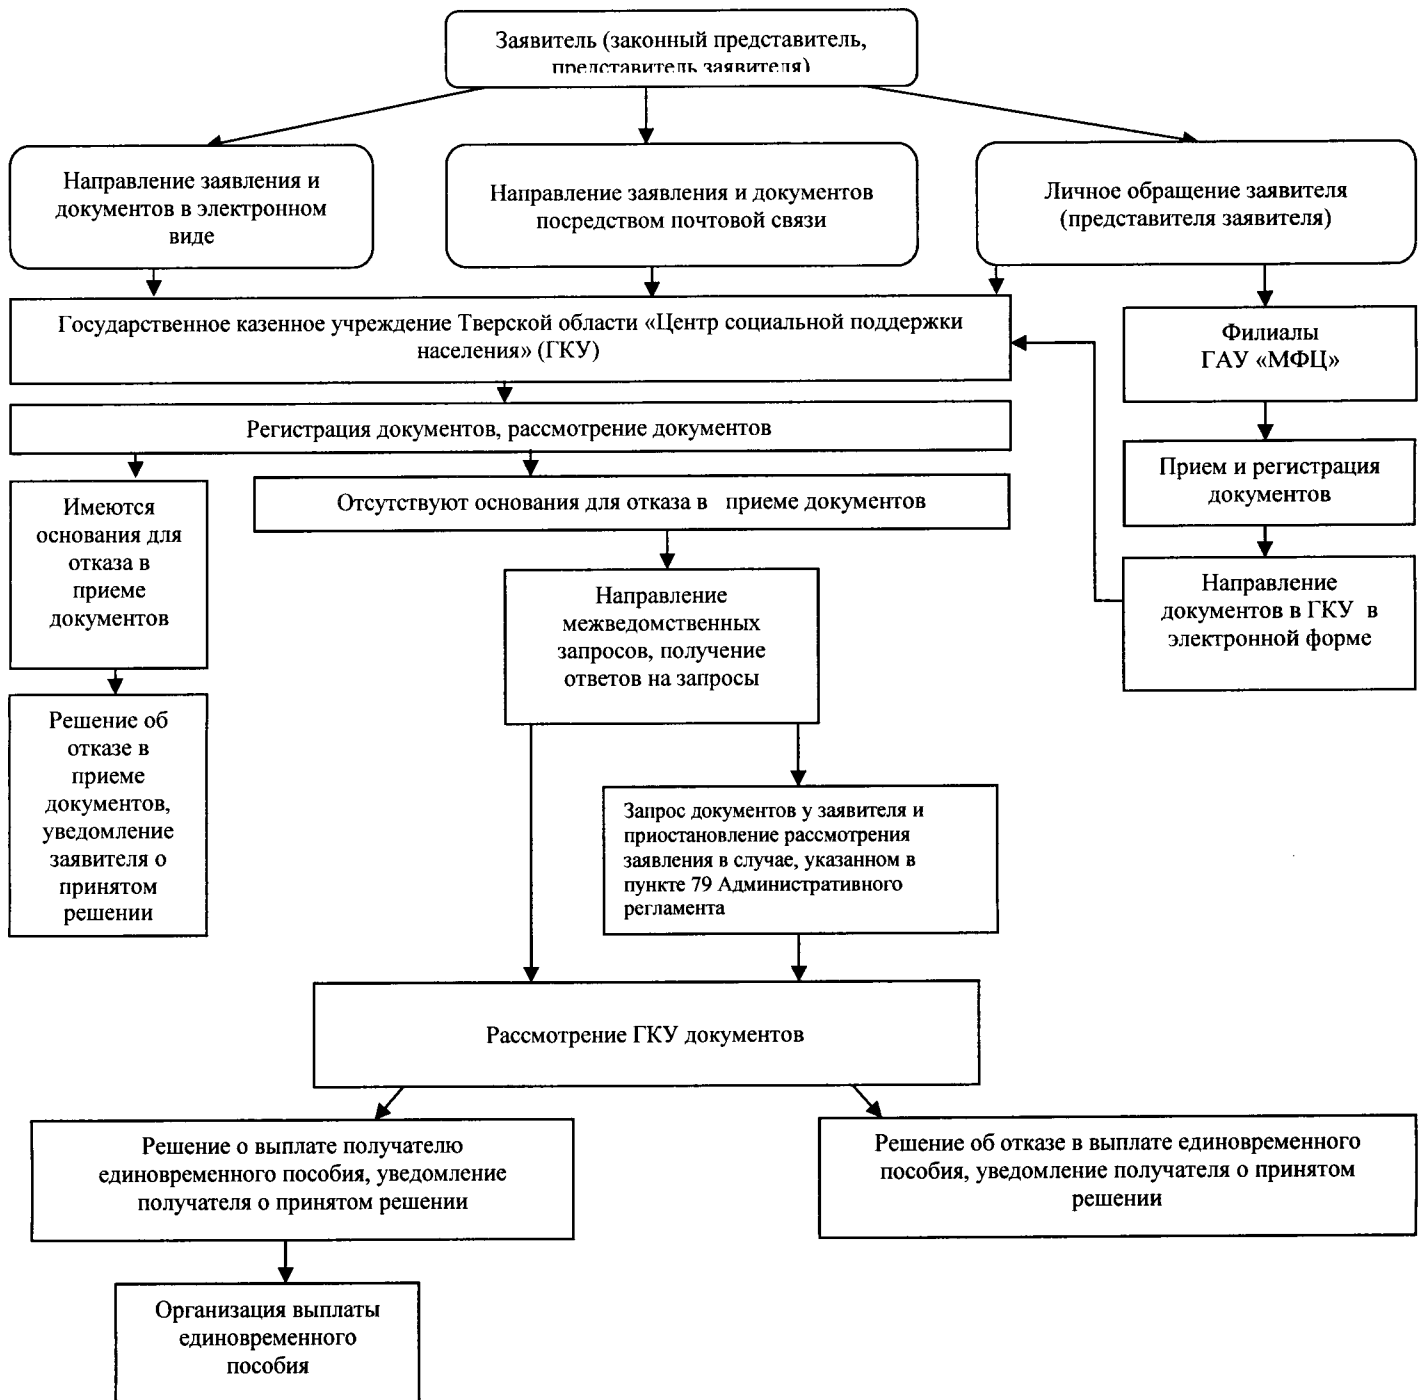 Заявитель (законный представитель,
представитель заявителя)
Направление заявления и
документов в электронном
виде
Направление заявления и документов
посредством почтовой связи
Личное обращение заявителя
(представителя заявителя)
Государственное казенное учреждение Тверской области «Центр социальной поддержки
населения» (ГКУ)
Филиалы
ГАУ «МФЦ»
Регистрация документов, рассмотрение документов
Прием и регистрация
документов
Имеются
основания для
отказа в
приеме
документов
Отсутствуют основания для отказа в приеме документов
Направление
межведомственных
запросов, получение
ответов на запросы
Направление
документов в ГКУ в
электронной форме
Решение об
отказе в
приеме
документов,
уведомление
заявителя о
принятом
решении
Запрос документов у заявителя и
приостановление рассмотрения
заявления в случае, указанном в
пункте 79 Административного
регламента
Рассмотрение ГКУ документов
Решение о выплате получателю
единовременного пособия, уведомление
получателя о принятом решении
Решение об отказе в выплате единовременного
пособия, уведомление получателя о принятом
решении
Организация выплаты
единовременного
пособия